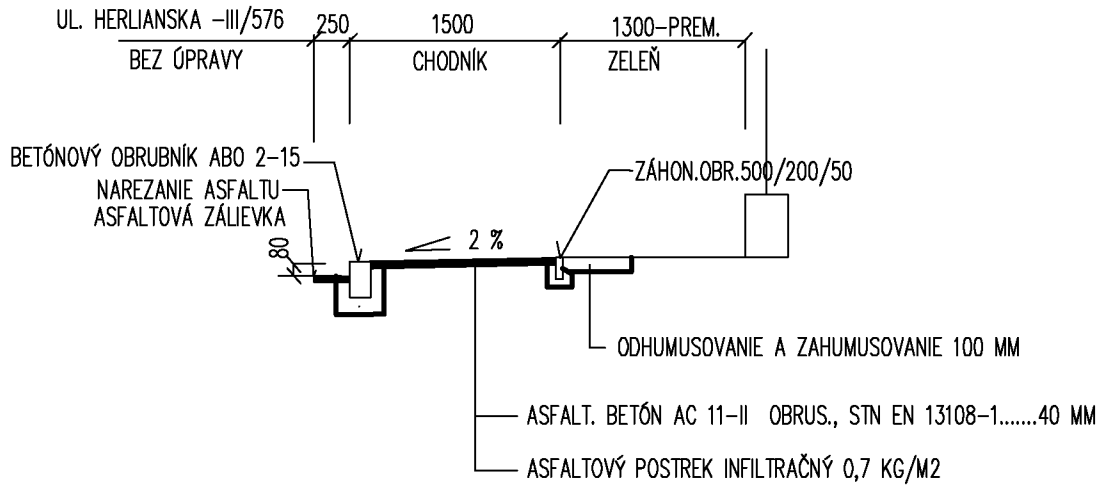 UL. HERLIANSKA -III/576
250
1500
1300-PREM.
BEZ ÚPRAVY
CHODNÍK
ZELEŇ
BETÓNOVÝ OBRUBNÍK ABO 2-15
ZÁHON.OBR.500/200/50
NAREZANIE ASFALTU
ASFALTOVÁ ZÁLIEVKA
80
2 %
ODHUMUSOVANIE A ZAHUMUSOVANIE 100 MM
ASFALT. BETÓN AC 11-II OBRUS., STN EN 13108-1.......40 MM
ASFALTOVÝ POSTREK INFILTRAČNÝ 0,7 KG/M2